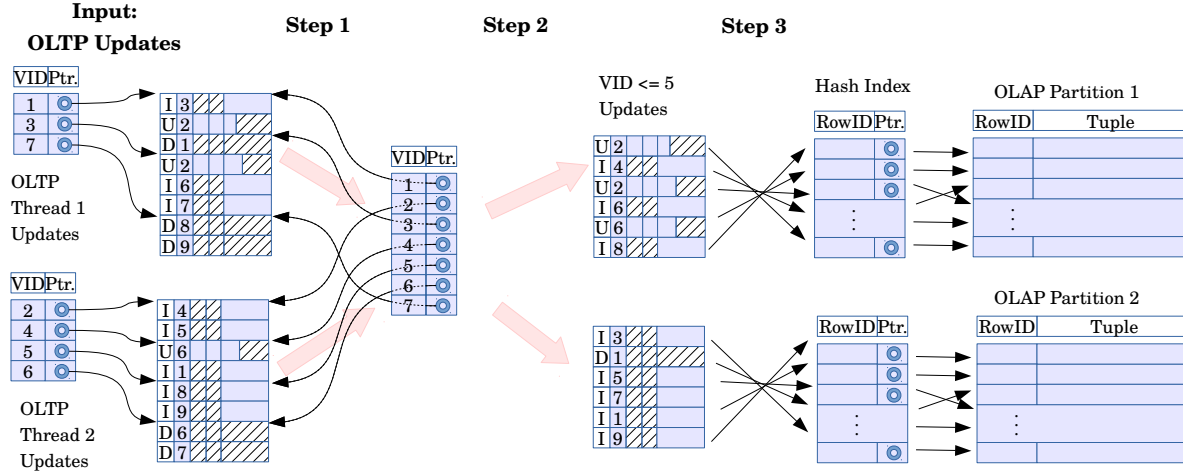 Input:
OLTP Updates
Step 1
Step 2
Step 3
VID Ptr.
1
3
7
OLTP
Thread 1
Updates
I 3
U 2
D 1
U 2
I 6
I 7
D 8
D 9
VID Ptr.
2
4
5
6
OLTP
Thread 2
Updates
I 4
I 5
U 6
I 1
I 8
I 9
D 6
D 7
VID Ptr.
1
2
3
4
5
6
7
VID <= 5
Updates
U 2
I 4
U 2
I 6
U 6
I 8
Hash Index
RowID Ptr.
⋮
OLAP Partition 1
RowID Tuple
⋮
I 3
D 1
I 5
I 7
I 1
I 9
RowID Ptr.
⋮
OLAP Partition 2
RowID Tuple
⋮